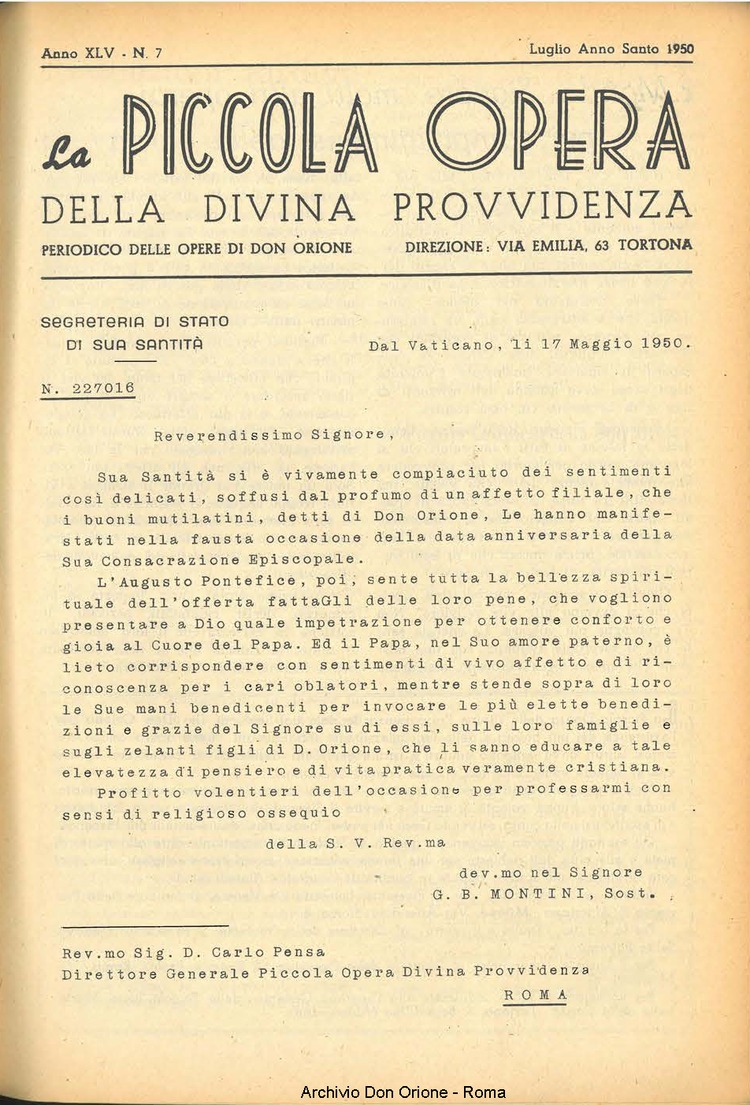 Anno XLV - N. 7 Luglio Anno Santo 1950
La PICCOLA OPERA
DELLA DIVINA PROVVIDENZA
PERIODICO DELLE OPERE DI DON ORIONE DIREZIONE: VIA EMILIA, 63 TORTONA
SEGRETERIA DI STATO
DI SUA SANTITÀ
Dal Vaticano, li 17 Maggio 1950.
N. 227016
Reverendissimo Signore,
Sua Santità si è vivamente compiaciuto dei sentimenti
così delicati, soffusi dal profumo di un affetto filiale, che
i buoni mutilatini, detti di Don Orione, Le hanno manife-
stati nella fausta occasione della data anniversaria della
Sua Consacrazione Episcopale.
L'Augusto Pontefice, poi, sente tutta la bellezza spiri-
tuale dell'offerta fattaGli delle loro pene, che vogliono
presentare a Dio quale impetrazione per ottenere conforto e
gioia al Cuore del Papa. Ed il Papa, nel Suo amore paterno, è
lieto corrispondere con sentimenti di vivo affetto e di ri-
conoscenza per i cari oblatori, mentre stende sopra di loro
le Sue mani benedicenti per invocare le più elette benedi-
zioni e grazie del Signore su di essi, sulle loro famiglie e
sugli zelanti figli di D. Orione, che li sanno educare a tale
elevatezza di pensiero e di vita pratica veramente cristiana.
Profitto volentieri dell'occasione per professarmi con
sensi di religioso ossequio
della S. V. Rev.ma
dev.mo nel Signore
G. B. MONTINI, Sost.
Rev.mo Sig. D. Carlo Pensa
Direttore Generale Piccola Opera Divina Provvidenza
ROMA
Archivio Don Orione - Roma